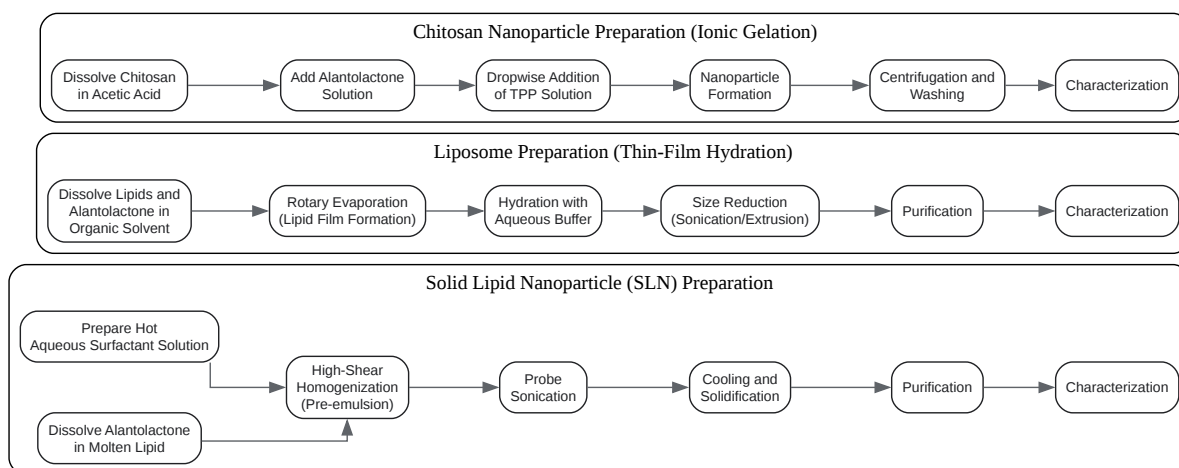 Chitosan Nanoparticle Preparation (Ionic Gelation)
Dissolve Chitosan
in Acetic Acid
Add Alantolactone
Solution
Dropwise Addition
of TPP Solution
Nanoparticle
Formation
Centrifugation and
Washing
Characterization
Liposome Preparation (Thin-Film Hydration)
Dissolve Lipids and
Alantolactone in
Organic Solvent
Rotary Evaporation
(Lipid Film Formation)
Hydration with
Aqueous Buffer
Size Reduction
(Sonication/Extrusion)
Purification
Characterization
Solid Lipid Nanoparticle (SLN) Preparation
Prepare Hot
Aqueous Surfactant Solution
Dissolve Alantolactone
in Molten Lipid
High-Shear
Homogenization
(Pre-emulsion)
Probe
Sonication
Cooling and
Solidification
Purification
Characterization